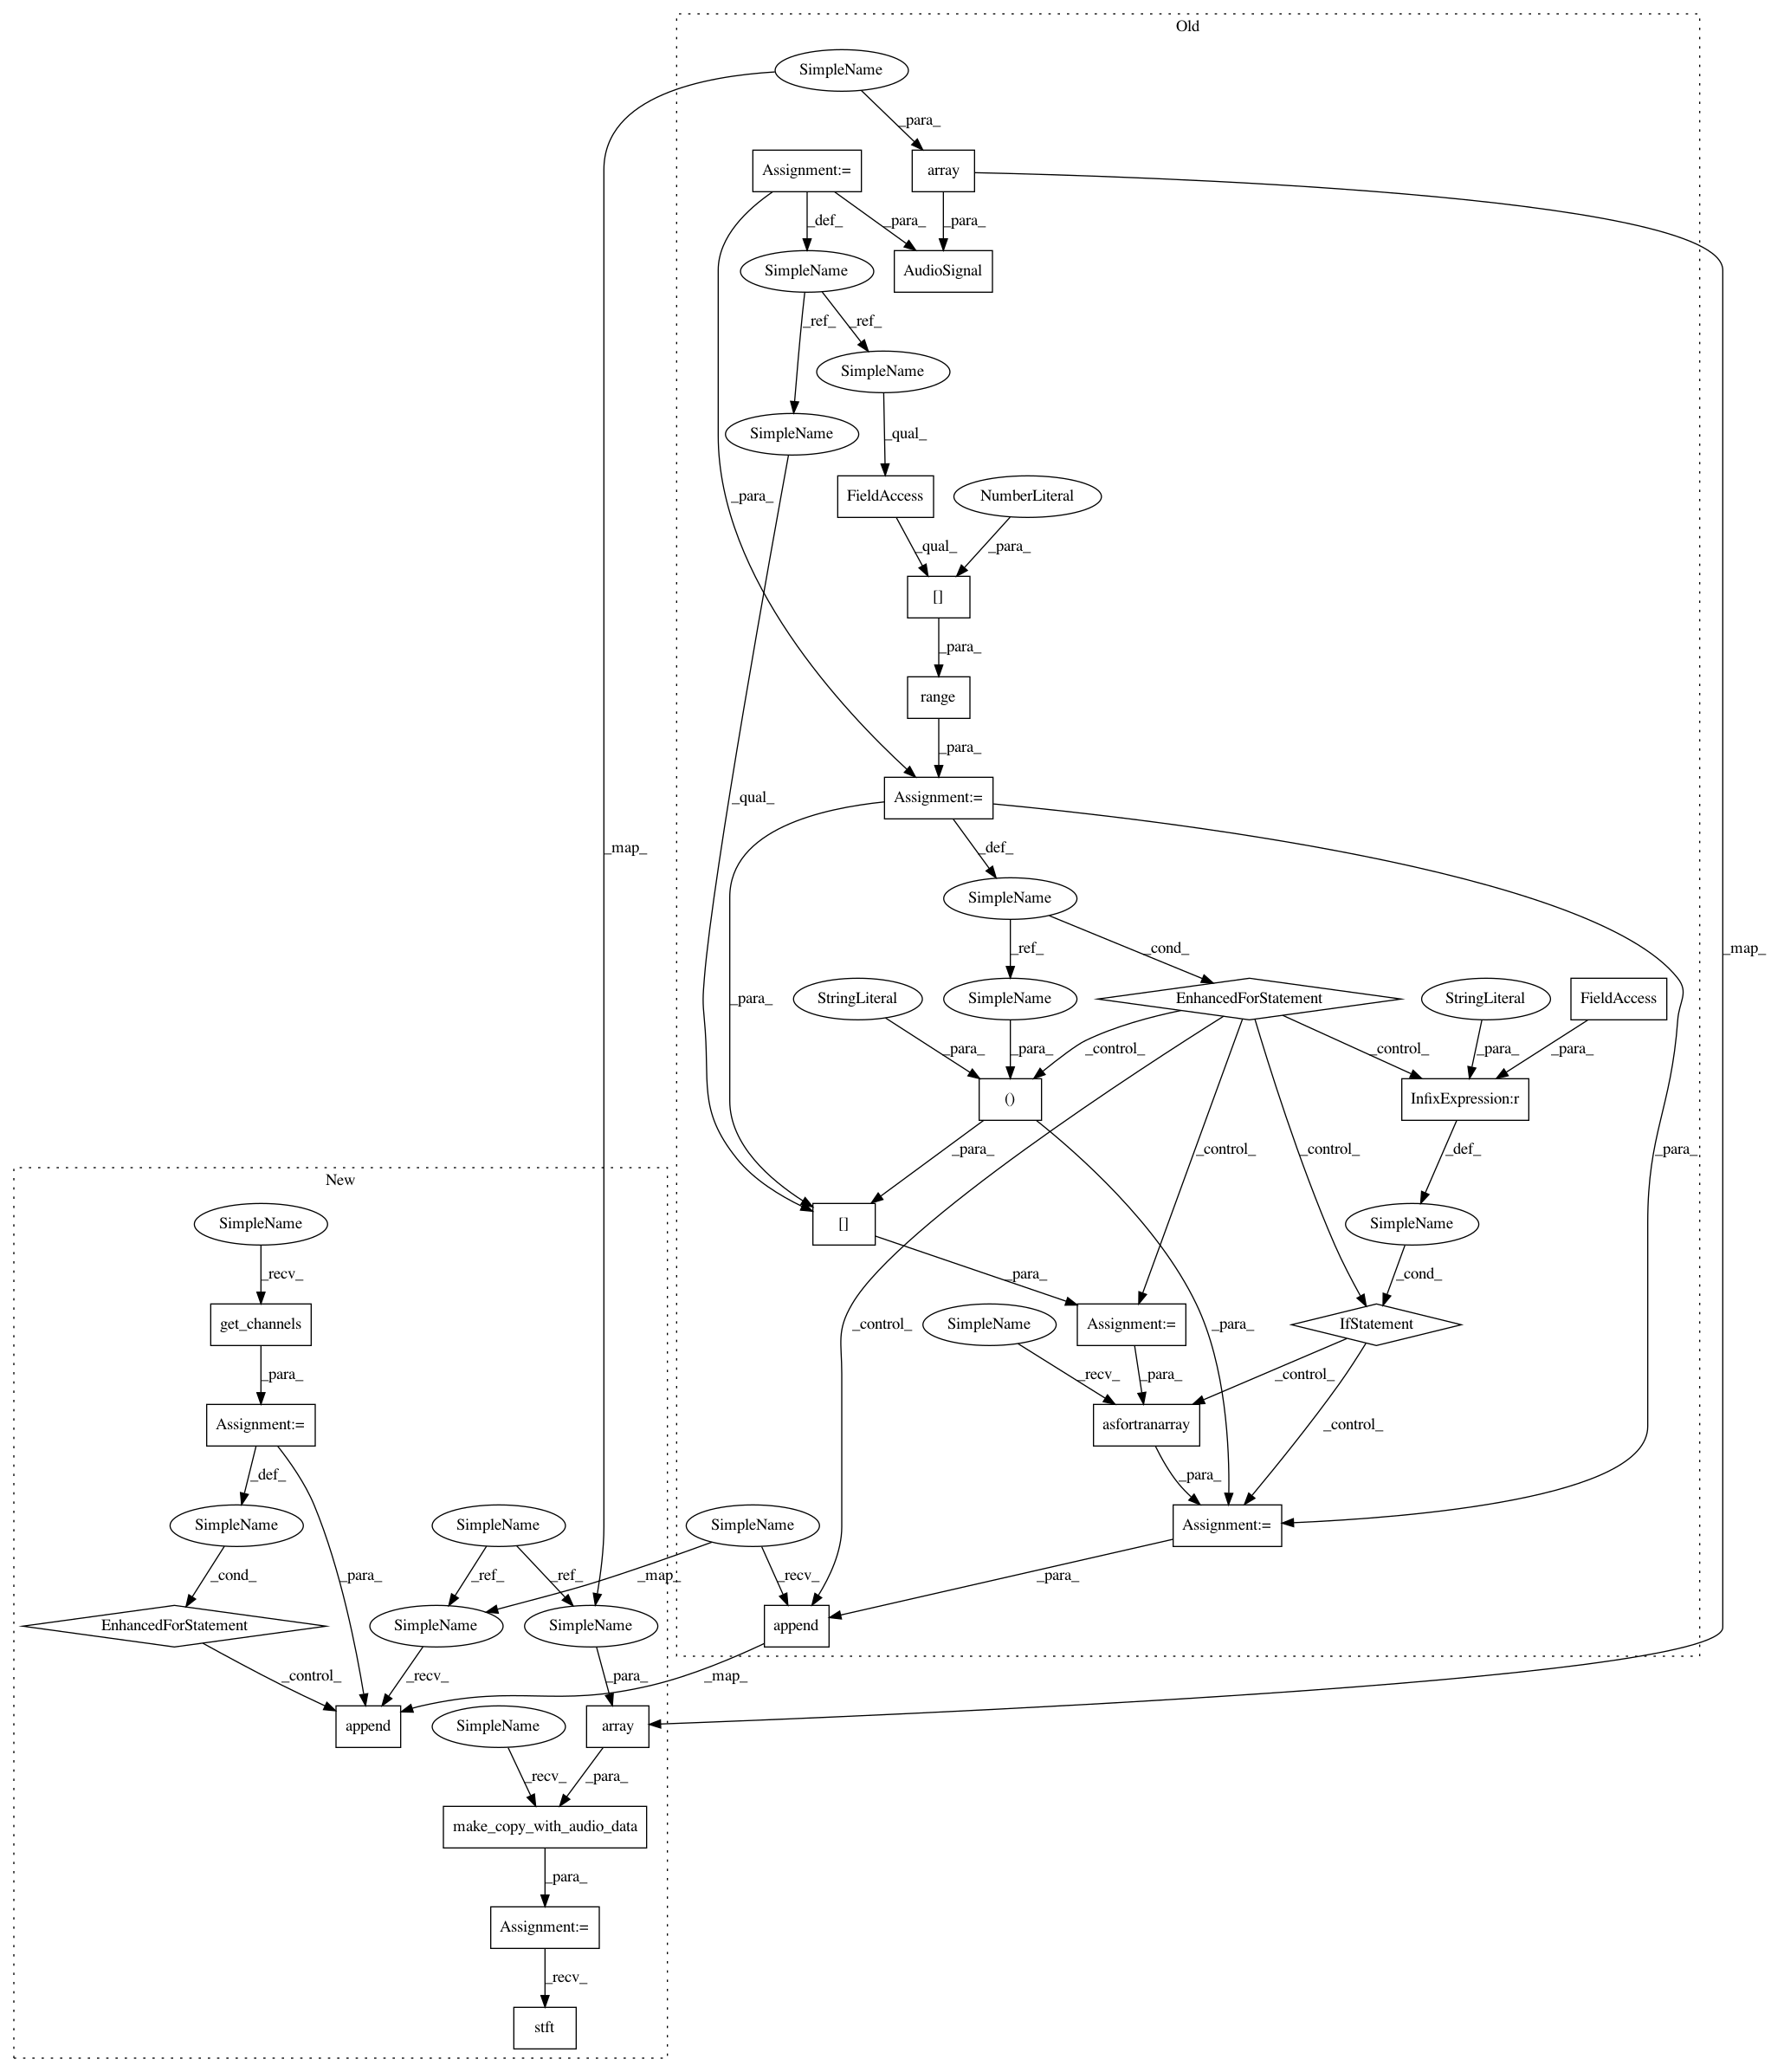 Old
SimpleName
_para_
Assignment:=
array
_def_
_para_
_para_
SimpleName
AudioSignal
_ref_
_ref_
SimpleName
SimpleName
_qual_
_para_
FieldAccess
NumberLiteral
_qual_
_para_
[]
_para_
range
_para_
_qual_
Assignment:=
_map_
_def_
SimpleName
_ref_
_cond_
_map_
_para_
StringLiteral
SimpleName
EnhancedForStatement
StringLiteral
FieldAccess
_para_
_para_
_control_
_control_
_para_
_para_
()
InfixExpression:r
_para_
_control_
_control_
_def_
_para_
New
SimpleName
[]
SimpleName
_recv_
_para_
_cond_
get_channels
_control_
SimpleName
Assignment:=
_para_
IfStatement
_para_
_recv_
_para_
_control_
Assignment:=
asfortranarray
_control_
_def_
_para_
SimpleName
SimpleName
SimpleName
Assignment:=
_cond_
_para_
_ref_
_ref_
_map_
_recv_
_para_
EnhancedForStatement
SimpleName
SimpleName
append
_control_
_recv_
_para_
_map_
append
SimpleName
array
_recv_
_para_
make_copy_with_audio_data
_para_
Assignment:=
_recv_
stft